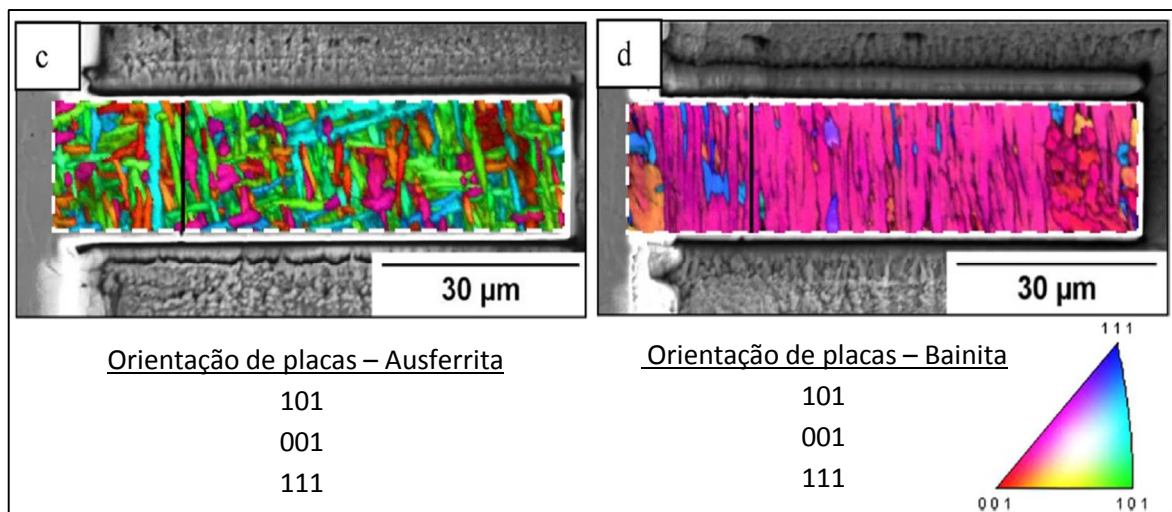 c
d
30 µm
30 µm
Orientação de placas – Ausferrita
101
001
111
Orientação de placas – Bainita
101
001
111
111
001
101